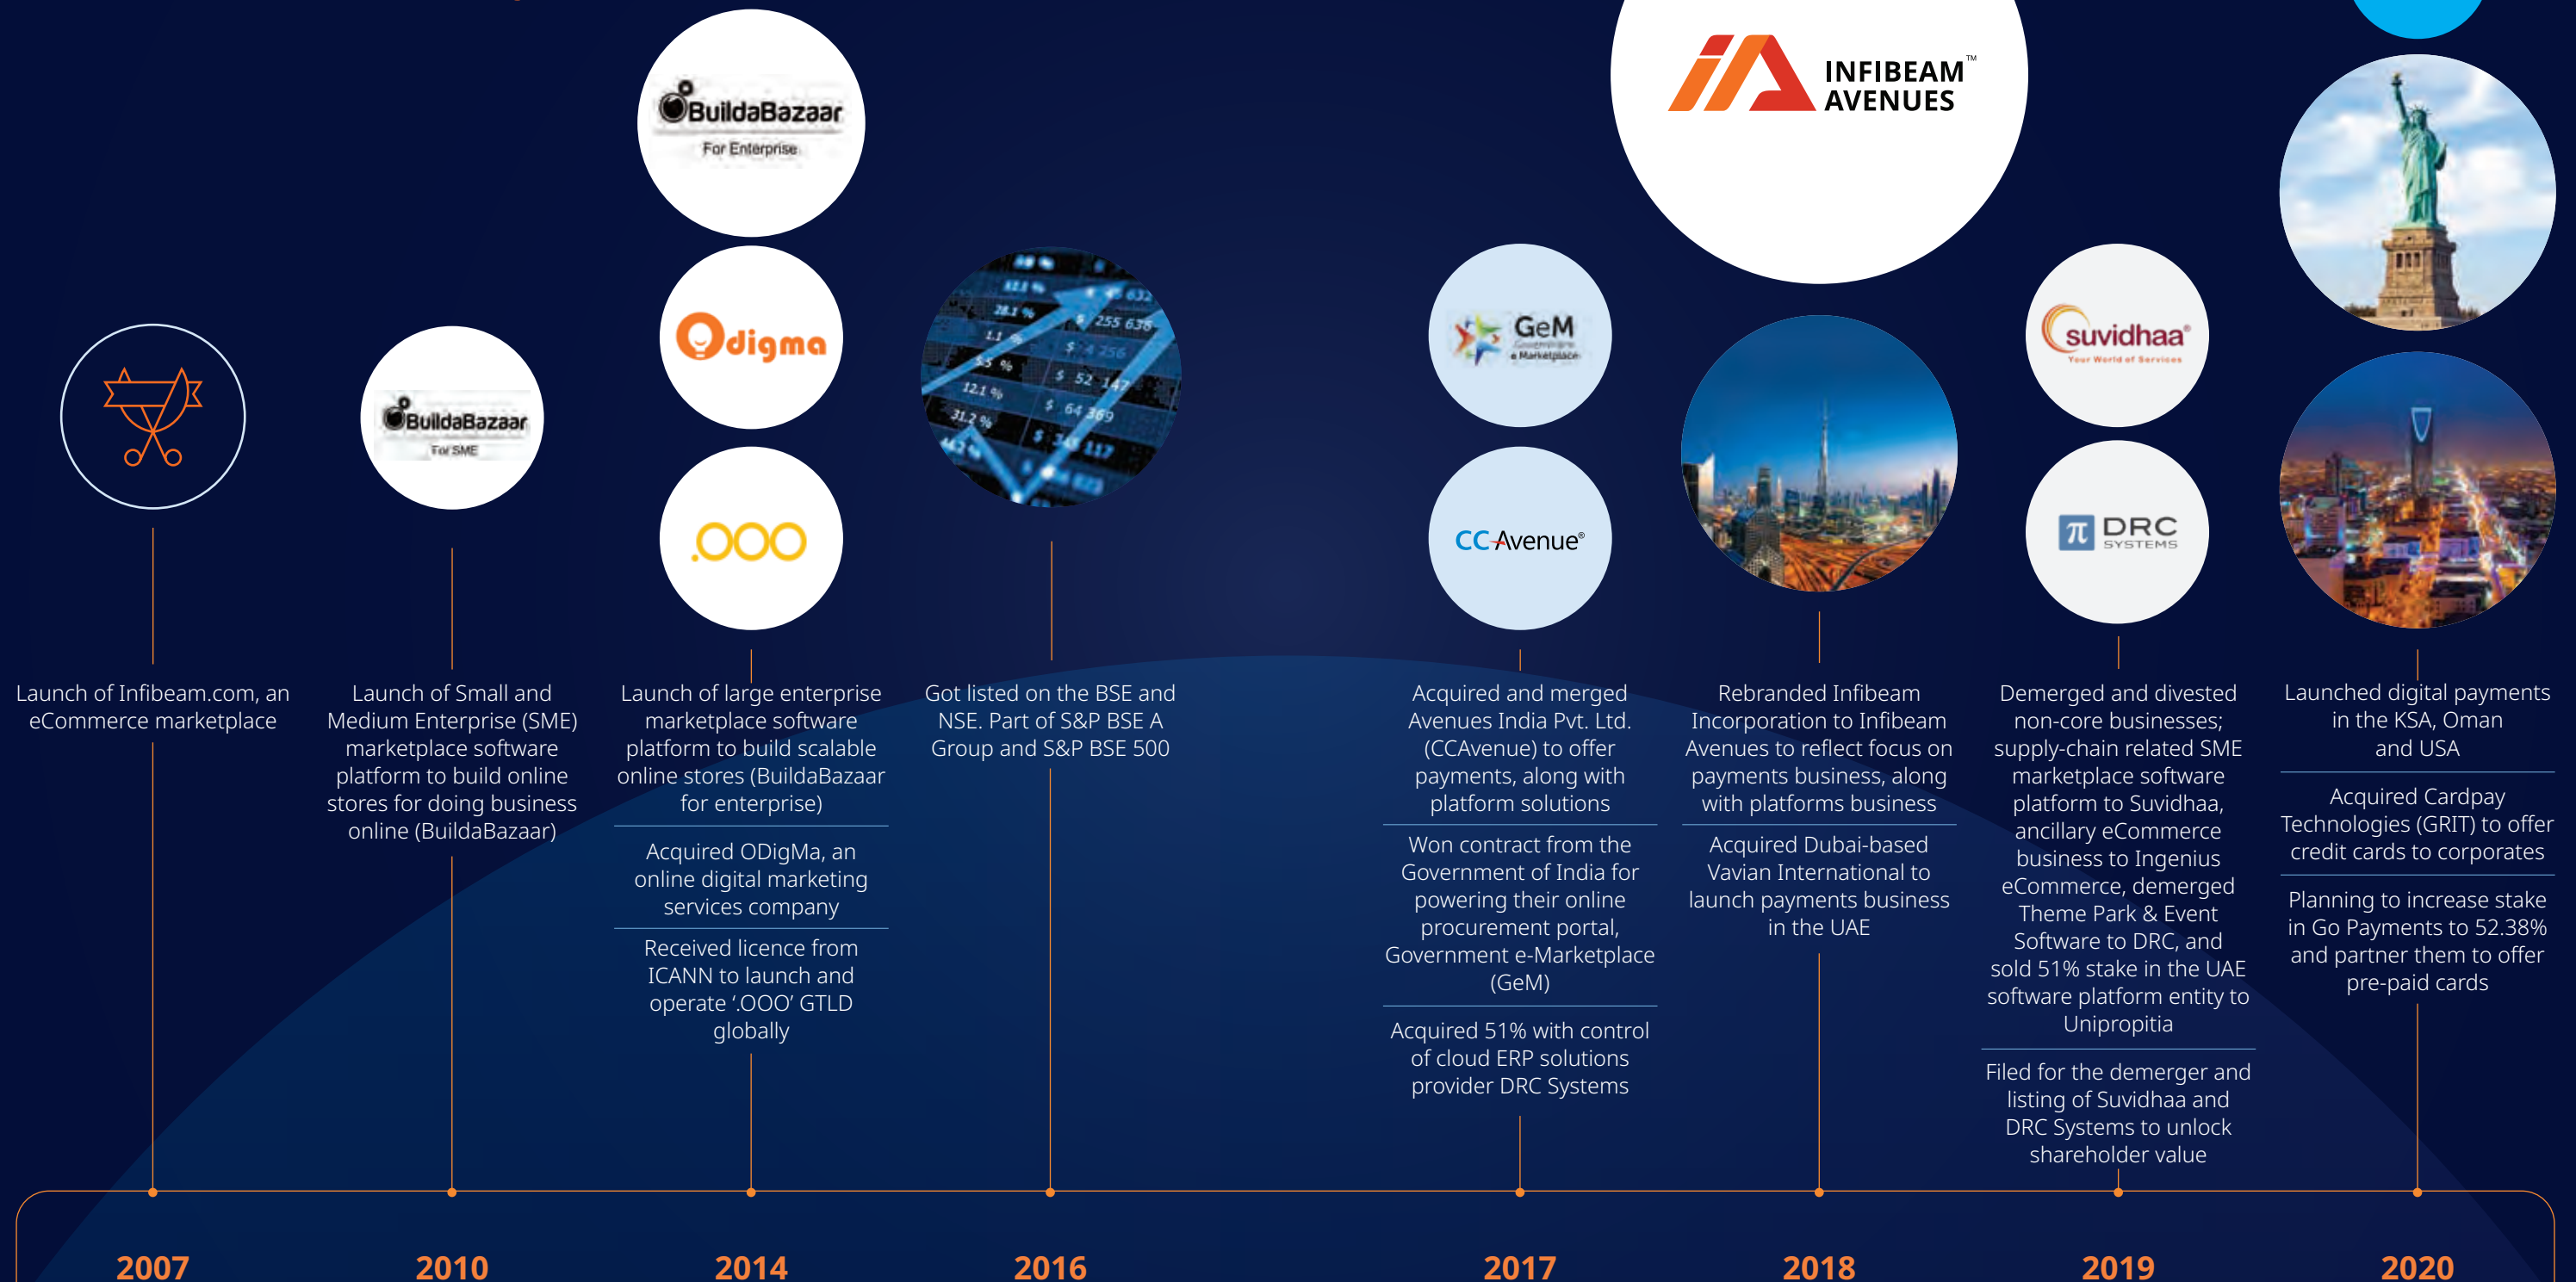 BuildaBazaar
For Enterprise
INFIBEAM™
AVENUES
Odigma
GeM
e Marketplace
suvidhaa®
Your World of Services
BuildaBazaar
For SME
.OOO
CCAvenue®
π DRC
SYSTEMS
Launch of Infibeam.com, an
eCommerce marketplace
Launch of Small and
Medium Enterprise (SME)
marketplace software
platform to build online
stores for doing business
online (BuildaBazaar)
Launch of large enterprise
marketplace software
platform to build scalable
online stores (BuildaBazaar
for enterprise)
Acquired ODigMa, an
online digital marketing
services company
Received licence from
ICANN to launch and
operate ‘.OOO’ GTLD
globally
Got listed on the BSE and
NSE. Part of S&P BSE A
Group and S&P BSE 500
Acquired and merged
Avenues India Pvt. Ltd.
(CCAvenue) to offer
payments, along with
platform solutions
Won contract from the
Government of India for
powering their online
procurement portal,
Government e-Marketplace
(GeM)
Acquired 51% with control
of cloud ERP solutions
provider DRC Systems
Rebranded Infibeam
Incorporation to Infibeam
Avenues to reflect focus on
payments business, along
with platforms business
Acquired Dubai-based
Vavian International to
launch payments business
in the UAE
Demerged and divested
non-core businesses;
supply-chain related SME
marketplace software
platform to Suvidhaa,
ancillary eCommerce
business to Ingenius
eCommerce, demerged
Theme Park & Event
Software to DRC, and
sold 51% stake in the UAE
software platform entity to
Unipropitia
Filed for the demerger and
listing of Suvidhaa and
DRC Systems to unlock
shareholder value
Launched digital payments
in the KSA, Oman
and USA
Acquired Cardpay
Technologies (GRIT) to offer
credit cards to corporates
Planning to increase stake
in Go Payments to 52.38%
and partner them to offer
pre-paid cards
2007
2010
2014
2016
2017
2018
2019
2020